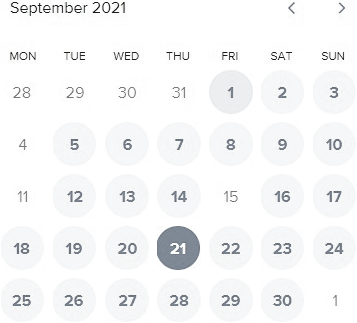 September 2021
MON TUE WED THU FRI SAT SUN
28 29 30 31 1 2 3
4 5 6 7 8 9 10
11 12 13 14 15 16 17
18 19 20 21 22 23 24
25 26 27 28 29 30 1